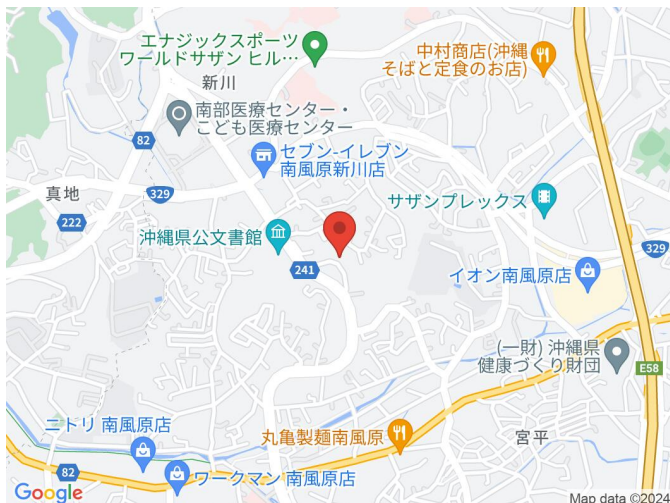 エナジックスポーツ
ワールドサザン ヒル…
中村商店(沖縄
そばと定食のお店)
新川
南部医療センター・
こども医療センター
82
セブン-イレブン
南風原新川店
真地
329
222
サザンプレックス
沖縄県公文書館
329
241
イオン南風原店
(一財) 沖縄県
健康づくり財団
E58
ニトリ 南風原店
丸亀製麺南風原
宮平
82
ワークマン 南風原店
Google
Map data ©2024